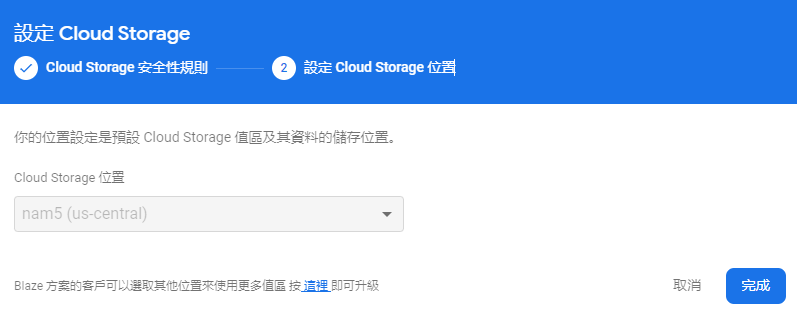 設定 Cloud Storage
Cloud Storage 安全性規則
2 設定 Cloud Storage 位置
你的位置設定是預設 Cloud Storage 值區及其資料的儲存位置。
Cloud Storage 位置
nam5 (us-central)
Blaze 方案的客戶可以選取其他位置來使用更多值區 按 這裡 即可升級
取消
完成